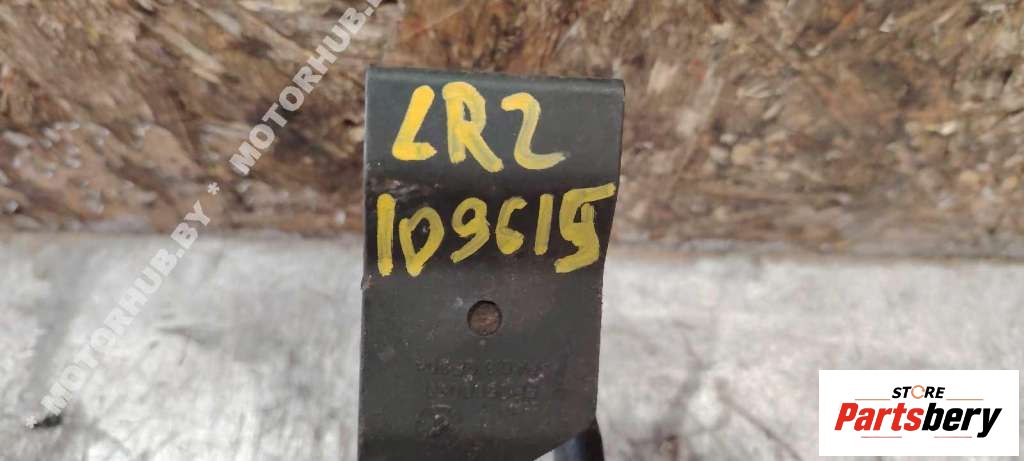 LR2
109615
* MOTORHUB.BY * MOTORHUB.BY
STORE
Partsbery